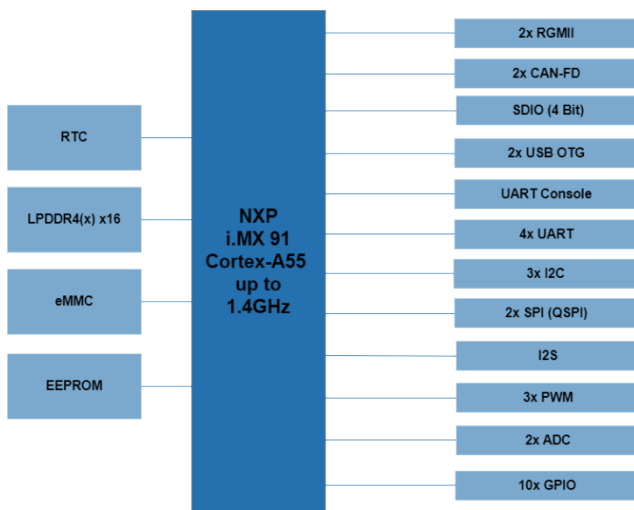 RTC
LPDDR4(x) x16
eMMC
EEPROM
NXP
i.MX 91
Cortex-A55
up to
1.4GHz
2x RGMII
2x CAN-FD
SDIO (4 Bit)
2x USB OTG
UART Console
4x UART
3x I2C
2x SPI (QSPI)
I2S
3x PWM
2x ADC
10x GPIO